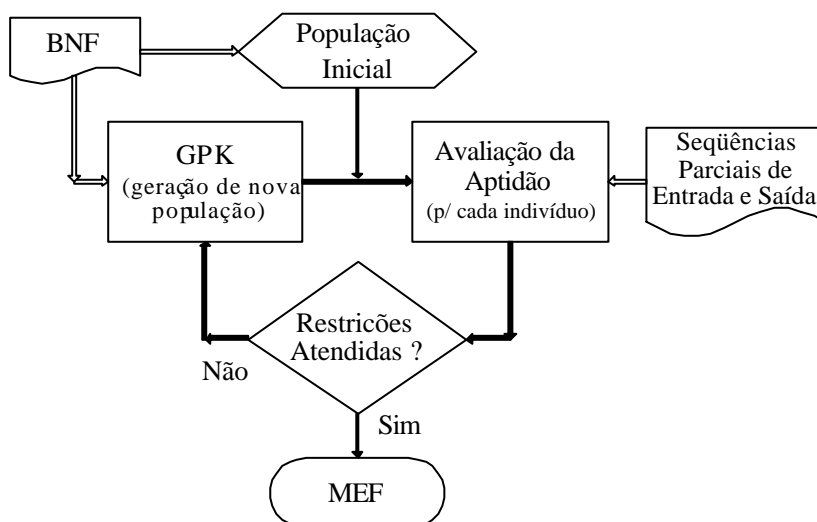 BNF
População
Inicial
GPK
(geração de nova
população)
Avaliação da
Aptidão
(p/ cada indivíduo)
Seqüências
Parciais de
Entrada e Saída
Restricões
Atendidas ?
Não
Sim
MEF